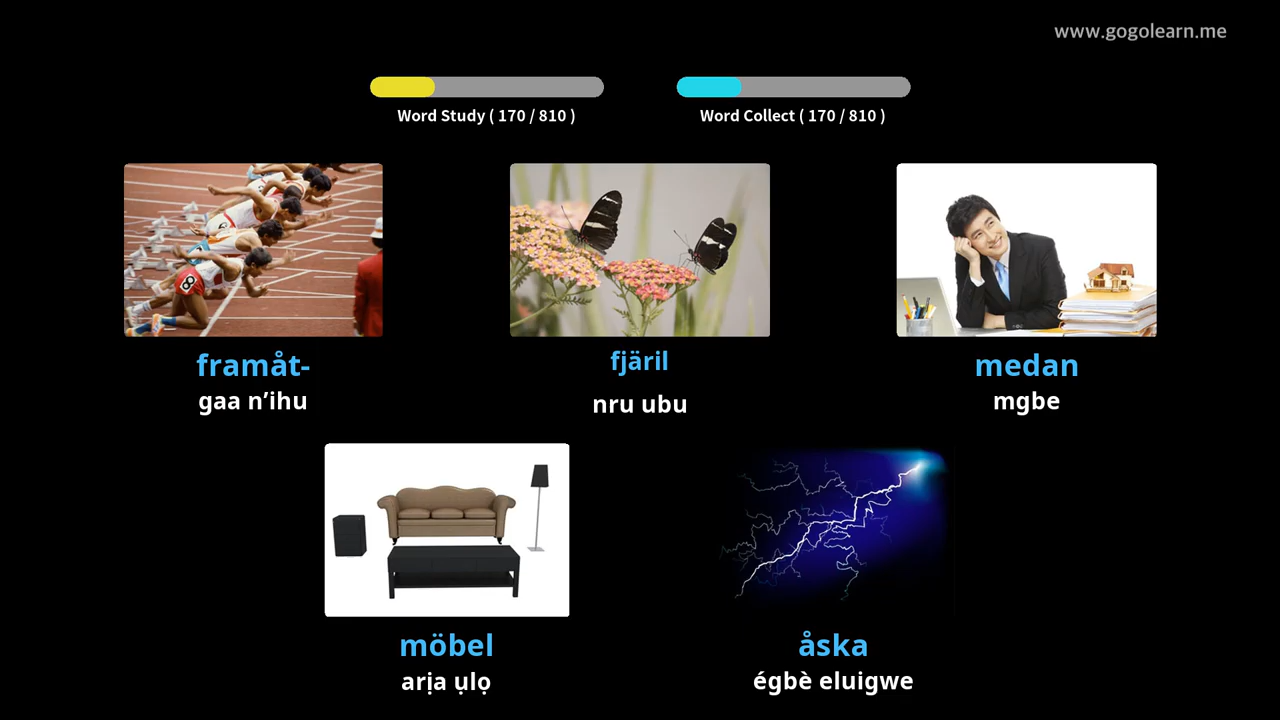 www.gogolearn.me
Word Study ( 170 / 810 )
Word Collect ( 170 / 810 )
8
framåt-
gaa n’ihu
fjäril
nru ubu
medan
mgbe
möbel
arịa ụlọ
åska
égbè eluigwe